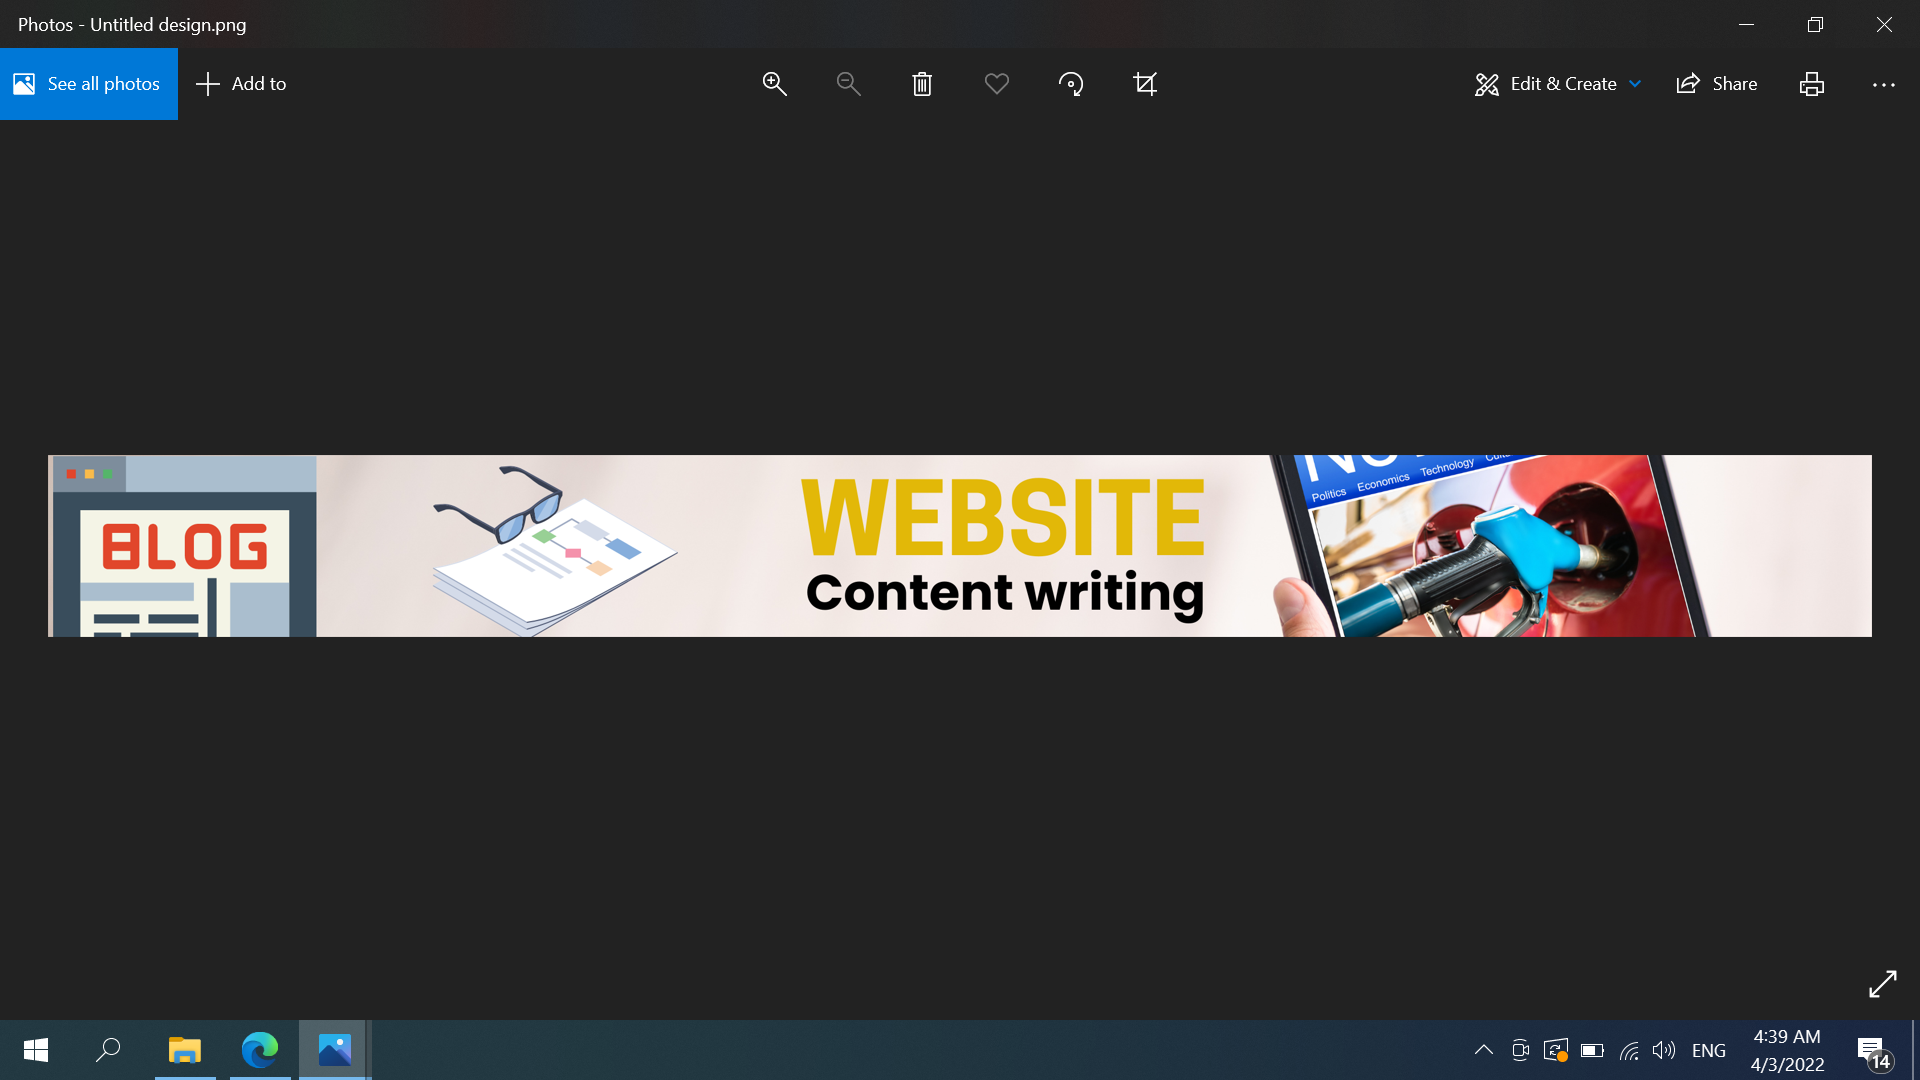 Photos - Untitled design.png
See all photos
Add to
Edit & Create
Share
BLOG
WEBSITE
Content writing
Politics Economics Technology
ENG
4:39 AM
4/3/2022
14